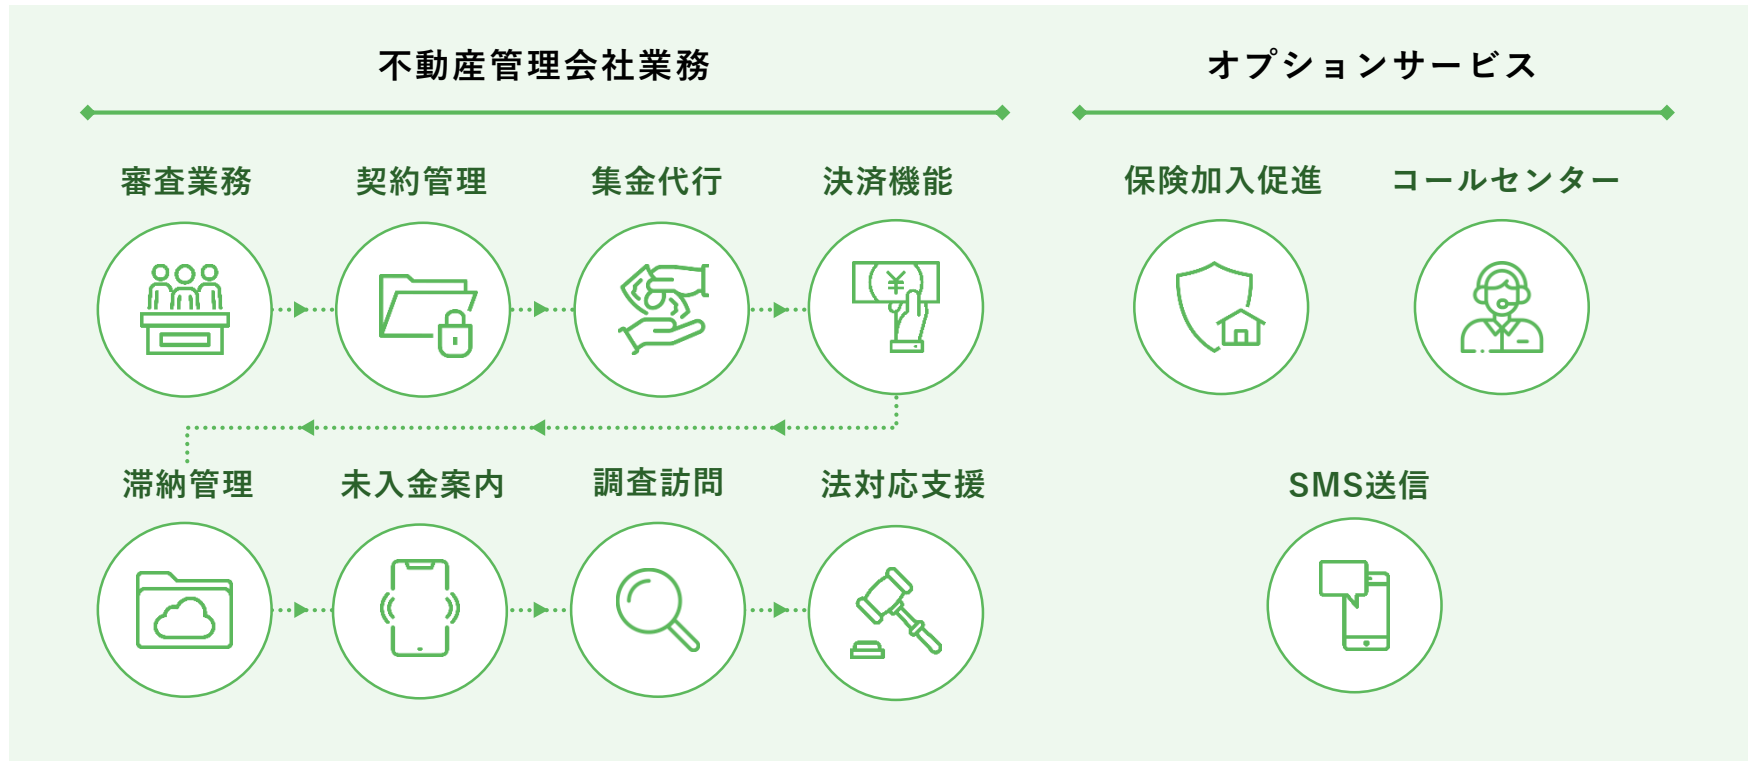 不動産管理会社業務
オプションサービス
審査業務
契約管理
集金代行
決済機能
保険加入促進
コールセンター
¥
滞納管理
未入金案内
調査訪問
法対応支援
SMS送信